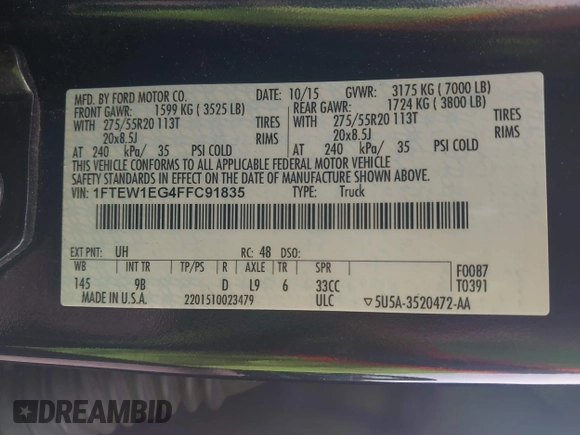 MFD. BY FORD MOTOR CO. DATE: 10/15 GVWR: 3175 KG ( 7000 LB)
FRONT GAWR: 1599 KG ( 3525 LB) REAR GAWR: 1724 KG ( 3800 LB)
WITH 275/55R20 113T TIRES WITH 275/55R20 113T TIRES
20x8.5J RIMS 20x8.5J RIMS
AT 240 kPa/ 35 PSI COLD AT 240 kPa/ 35 PSI COLD
THIS VEHICLE CONFORMS TO ALL APPLICABLE FEDERAL MOTOR VEHICLE
SAFETY STANDARDS IN EFFECT ON THE DATE OF MANUFACTURE SHOWN ABOVE.
VIN: 1FTEW1EG4FFC91835 TYPE: Truck
EXT PNT: UH RC: 48 DSO:
WB INT TR TP/PS R AXLE TR SPR F0087
145 9B D L9 6 33CC T0391
MADE IN U.S.A. 2201510023479 ULC ▽5U5A-3520472-AA
DREAMBID